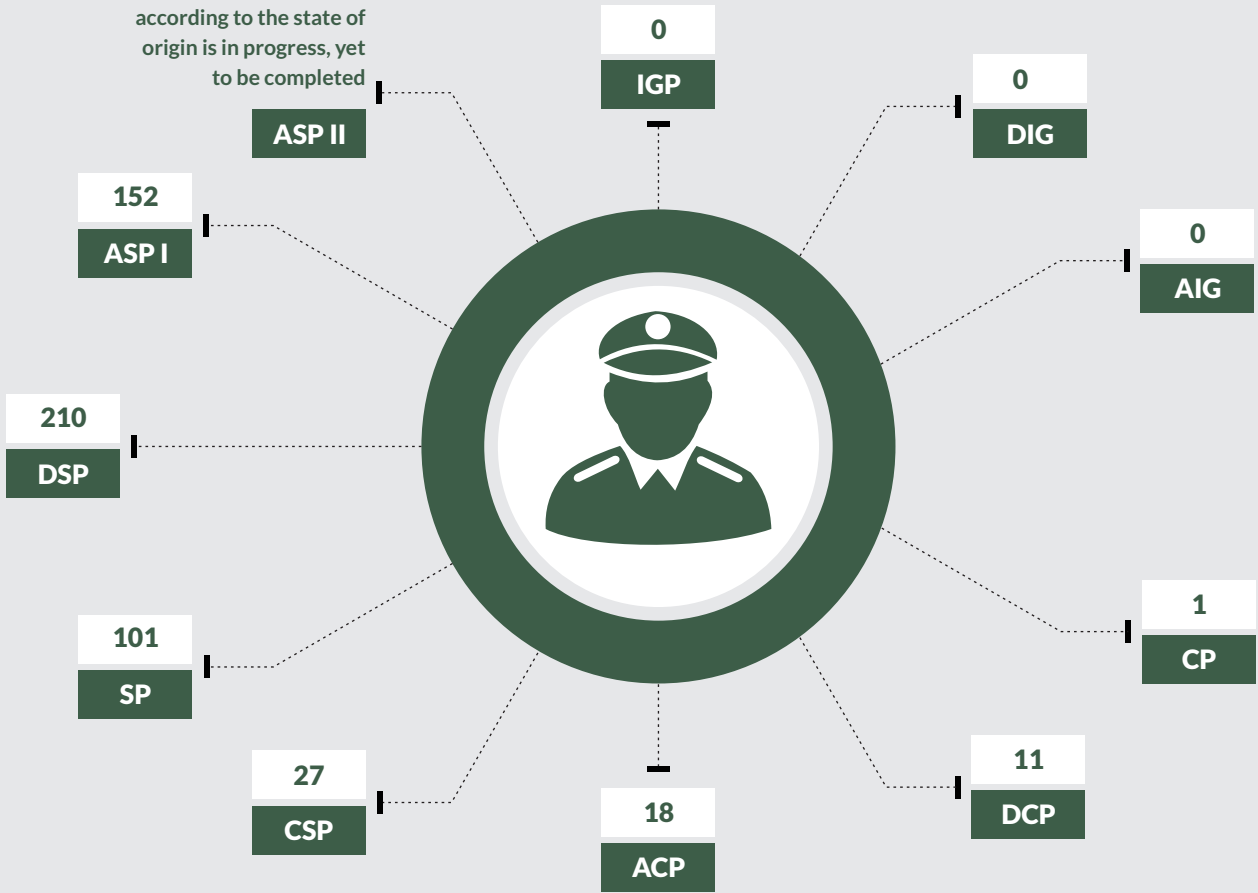 according to the state of
origin is in progress, yet
to be completed
ASP II
0
IGP
0
DIG
0
AIG
1
CP
11
DCP
18
ACP
27
CSP
101
SP
210
DSP
152
ASP I